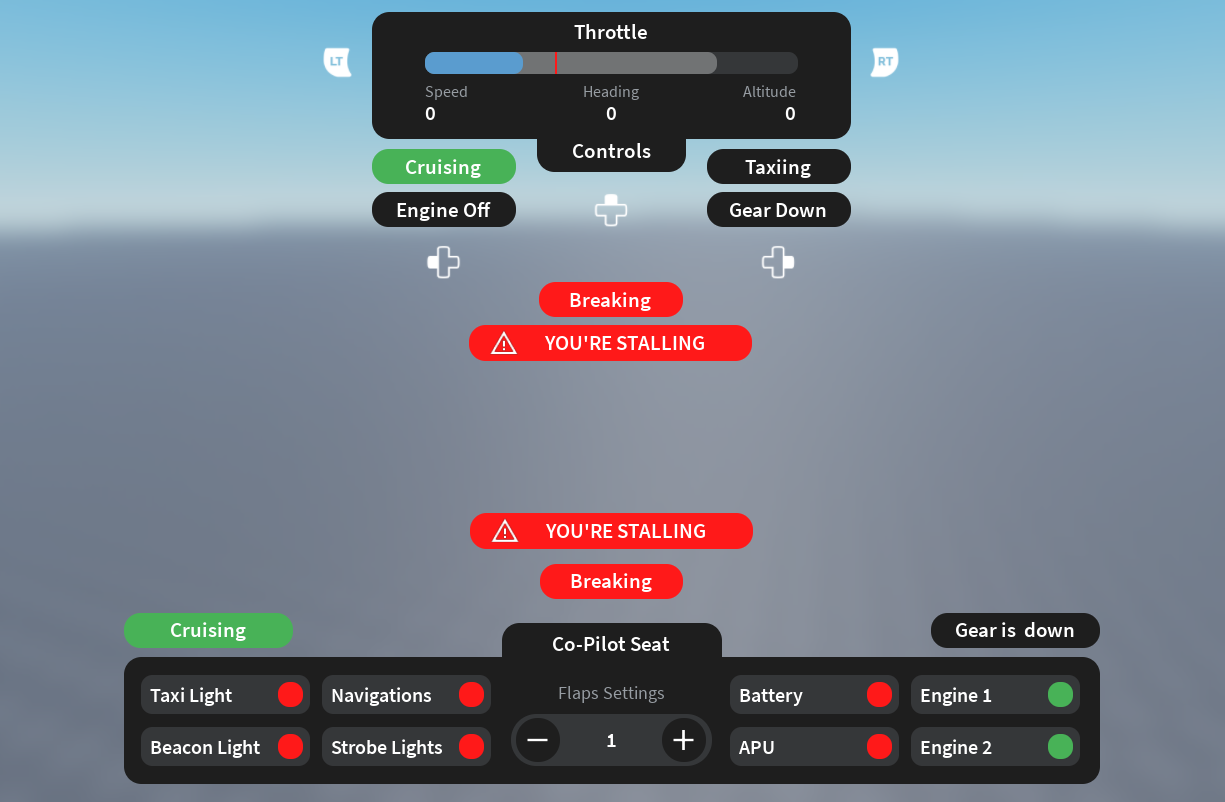 Throttle
LT
RT
Speed Heading Altitude
0 0 0
Controls
Cruising
Taxiing
Engine Off
Gear Down
Breaking
YOU'RE STALLING
YOU'RE STALLING
Breaking
Cruising
Gear is down
Co-Pilot Seat
Taxi Light
Navigations
Flaps Settings
Battery
Engine 1
Beacon Light
Strobe Lights
1
APU
Engine 2